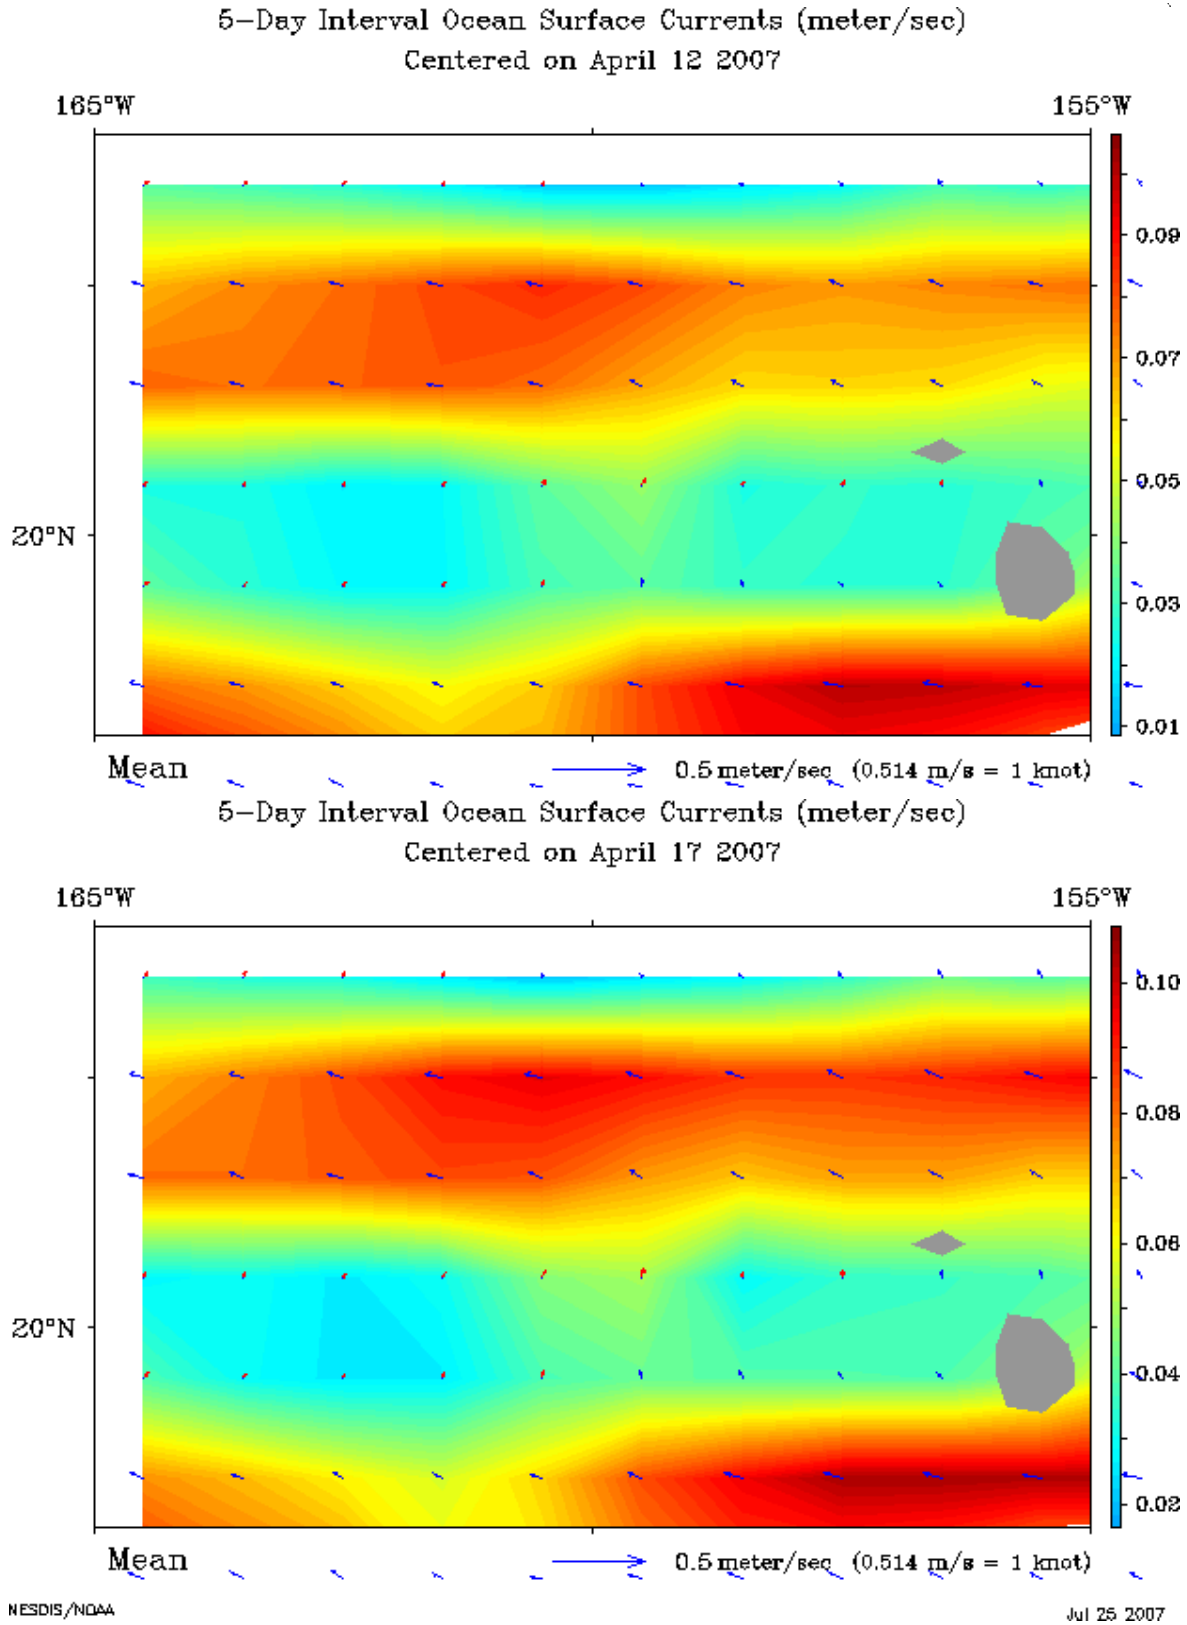 5-Day Interval Ocean Surface Currents (meter/sec)
Centered on April 12 2007
165°W 155°W
0.09
0.07
0.05
20°N
0.03
0.01
Mean 0.5 meter/sec (0.514 m/s = 1 knot)
5-Day Interval Ocean Surface Currents (meter/sec)
Centered on April 17 2007
165°W 155°W
0.10
0.08
0.06
20°N
0.04
0.02
Mean 0.5 meter/sec (0.514 m/s = 1 knot)
NESDIS/NOAA Jul 25 2007